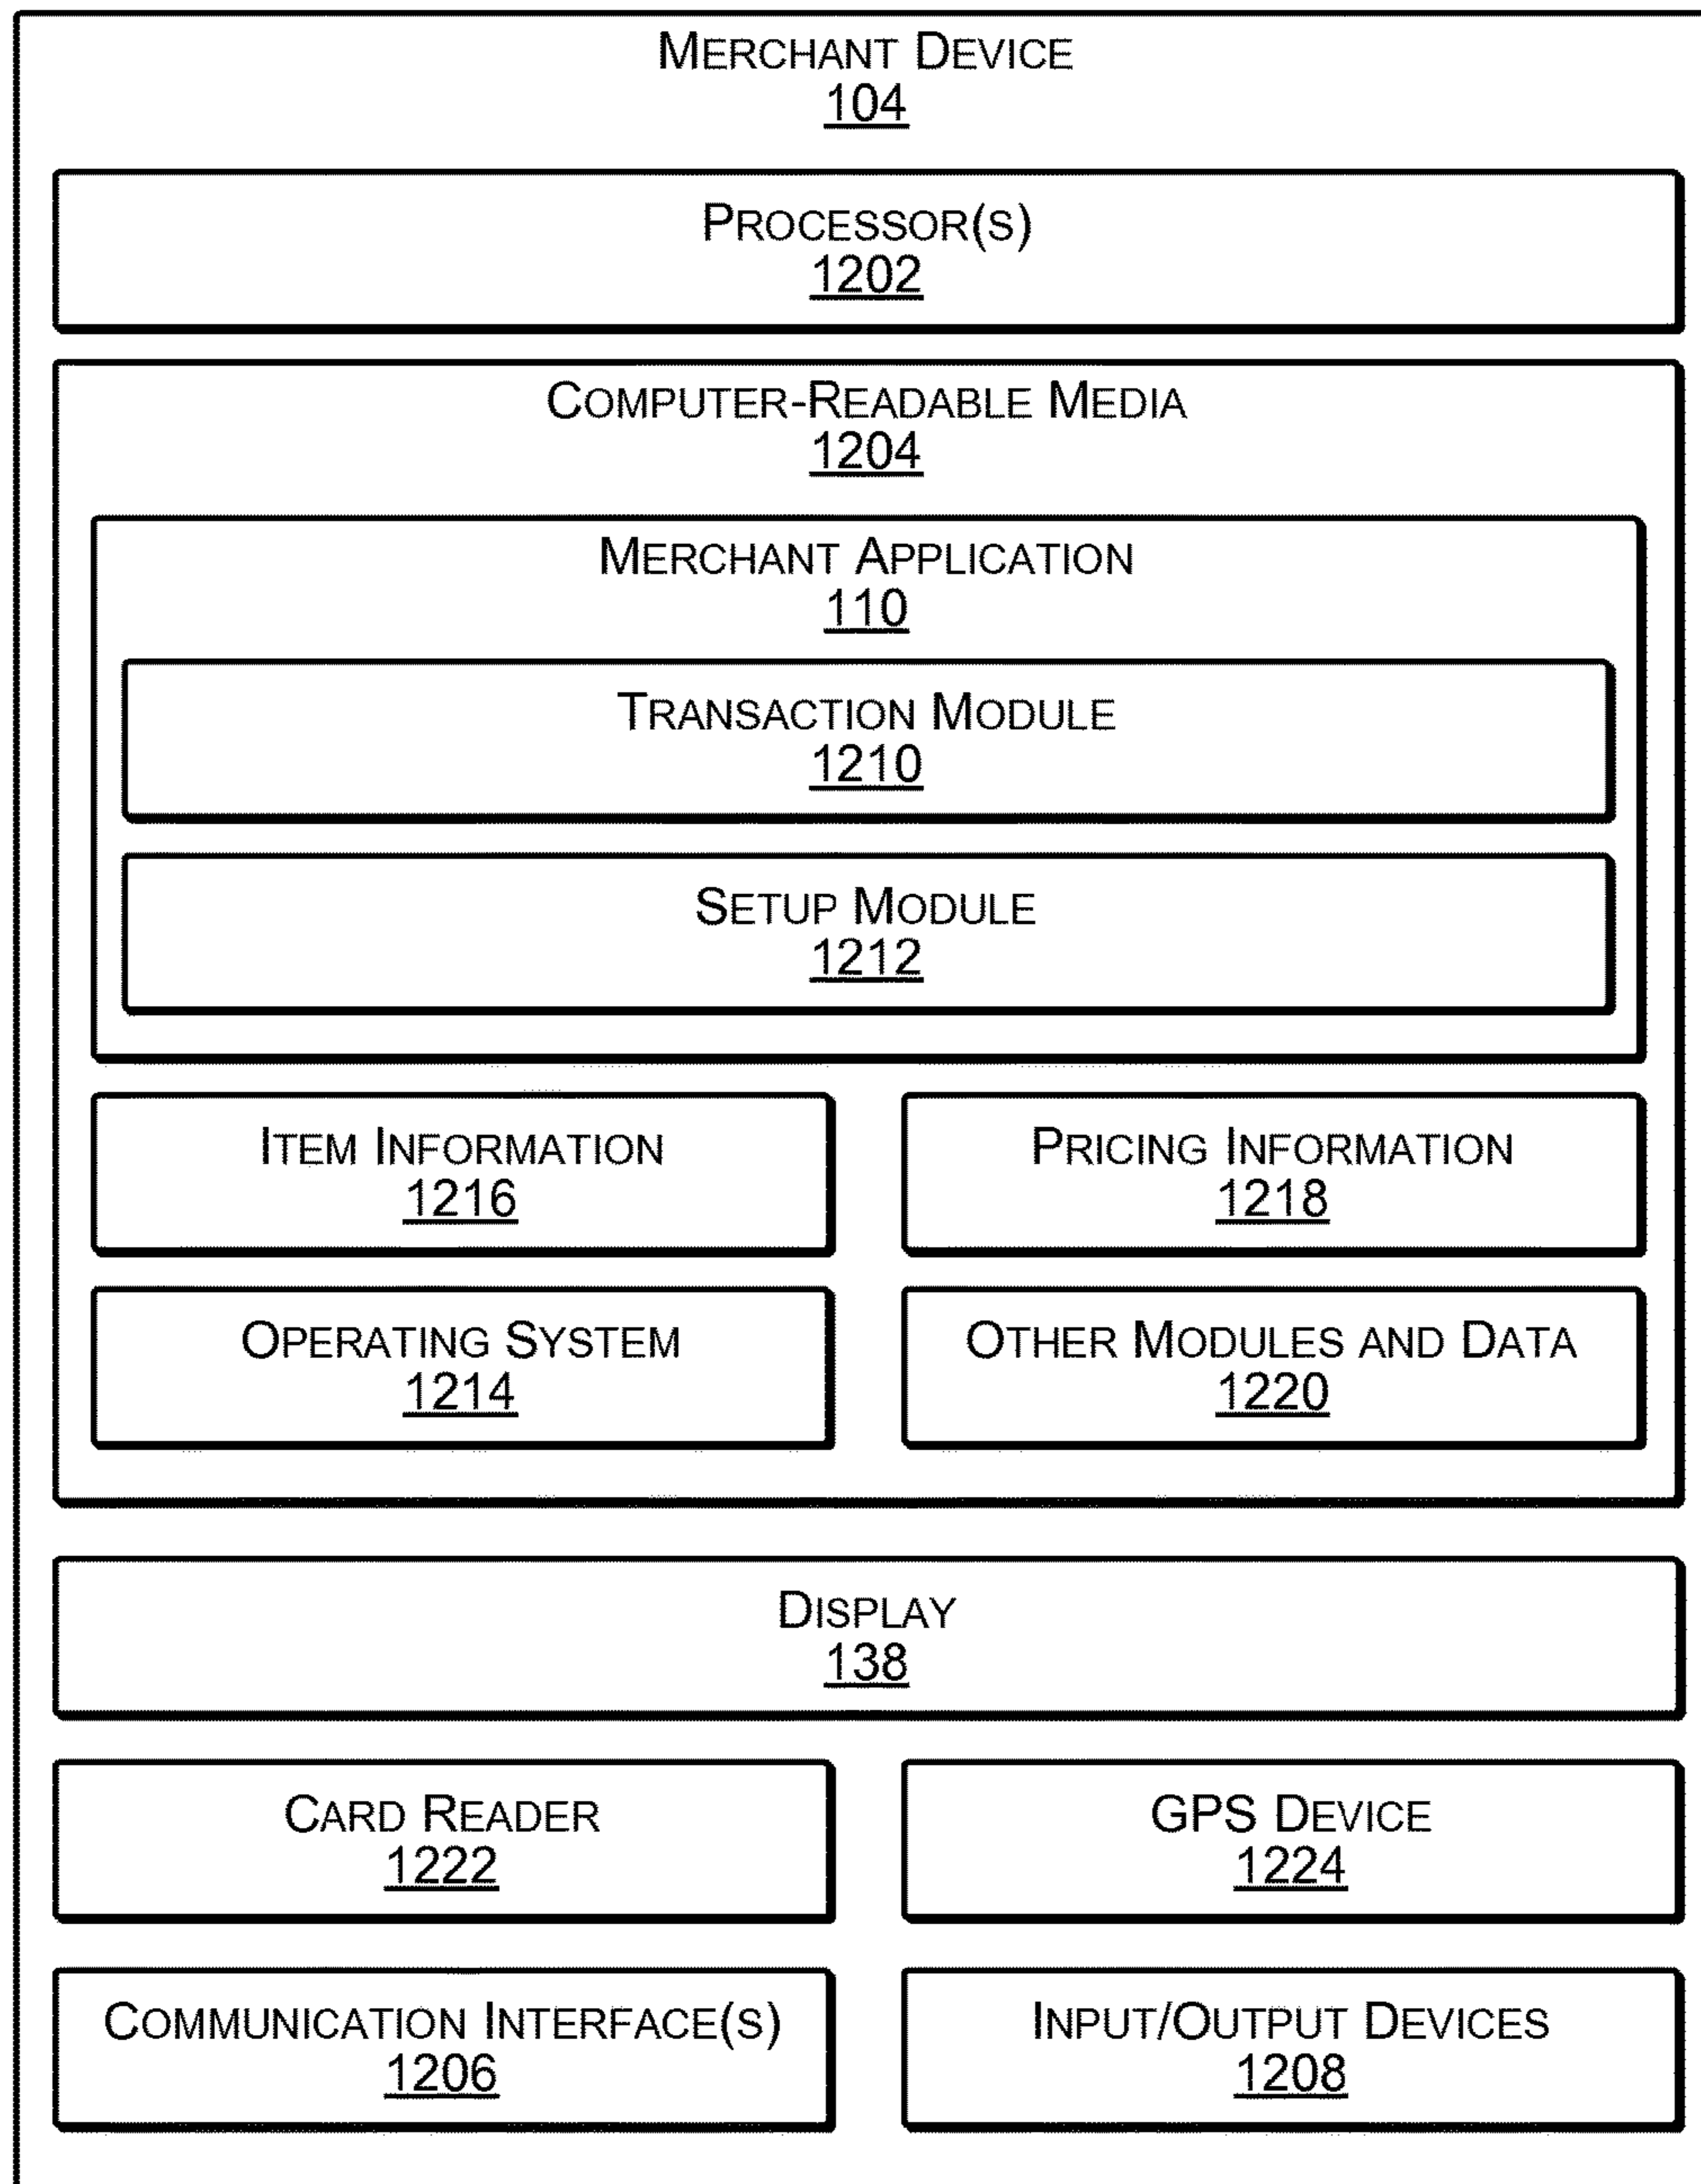 MERCHANT DEVICE
104
PROCESSOR(S)
1202
COMPUTER-READABLE MEDIA
1204
MERCHANT APPLICATION
110
TRANSACTION MODULE
1210
SETUP MODULE
1212
ITEM INFORMATION
1216
PRICING INFORMATION
1218
OPERATING SYSTEM
1214
OTHER MODULES AND DATA
1220
DISPLAY
138
CARD READER
1222
GPS DEVICE
1224
COMMUNICATION INTERFACE(S)
1206
INPUT/OUTPUT DEVICES
1208